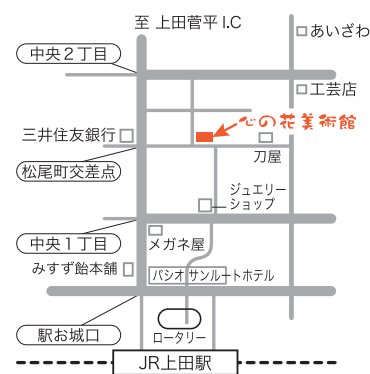 至 上田菅平 I.C
あいざわ
中央２丁目
工芸店
心の花美術館
三井住友銀行
刀屋
松尾町交差点
ジュエリー
ショップ
中央１丁目
メガネ屋
みすず飴本舗
パシオ サンルートホテル
駅お城口
ロータリー
JR上田駅